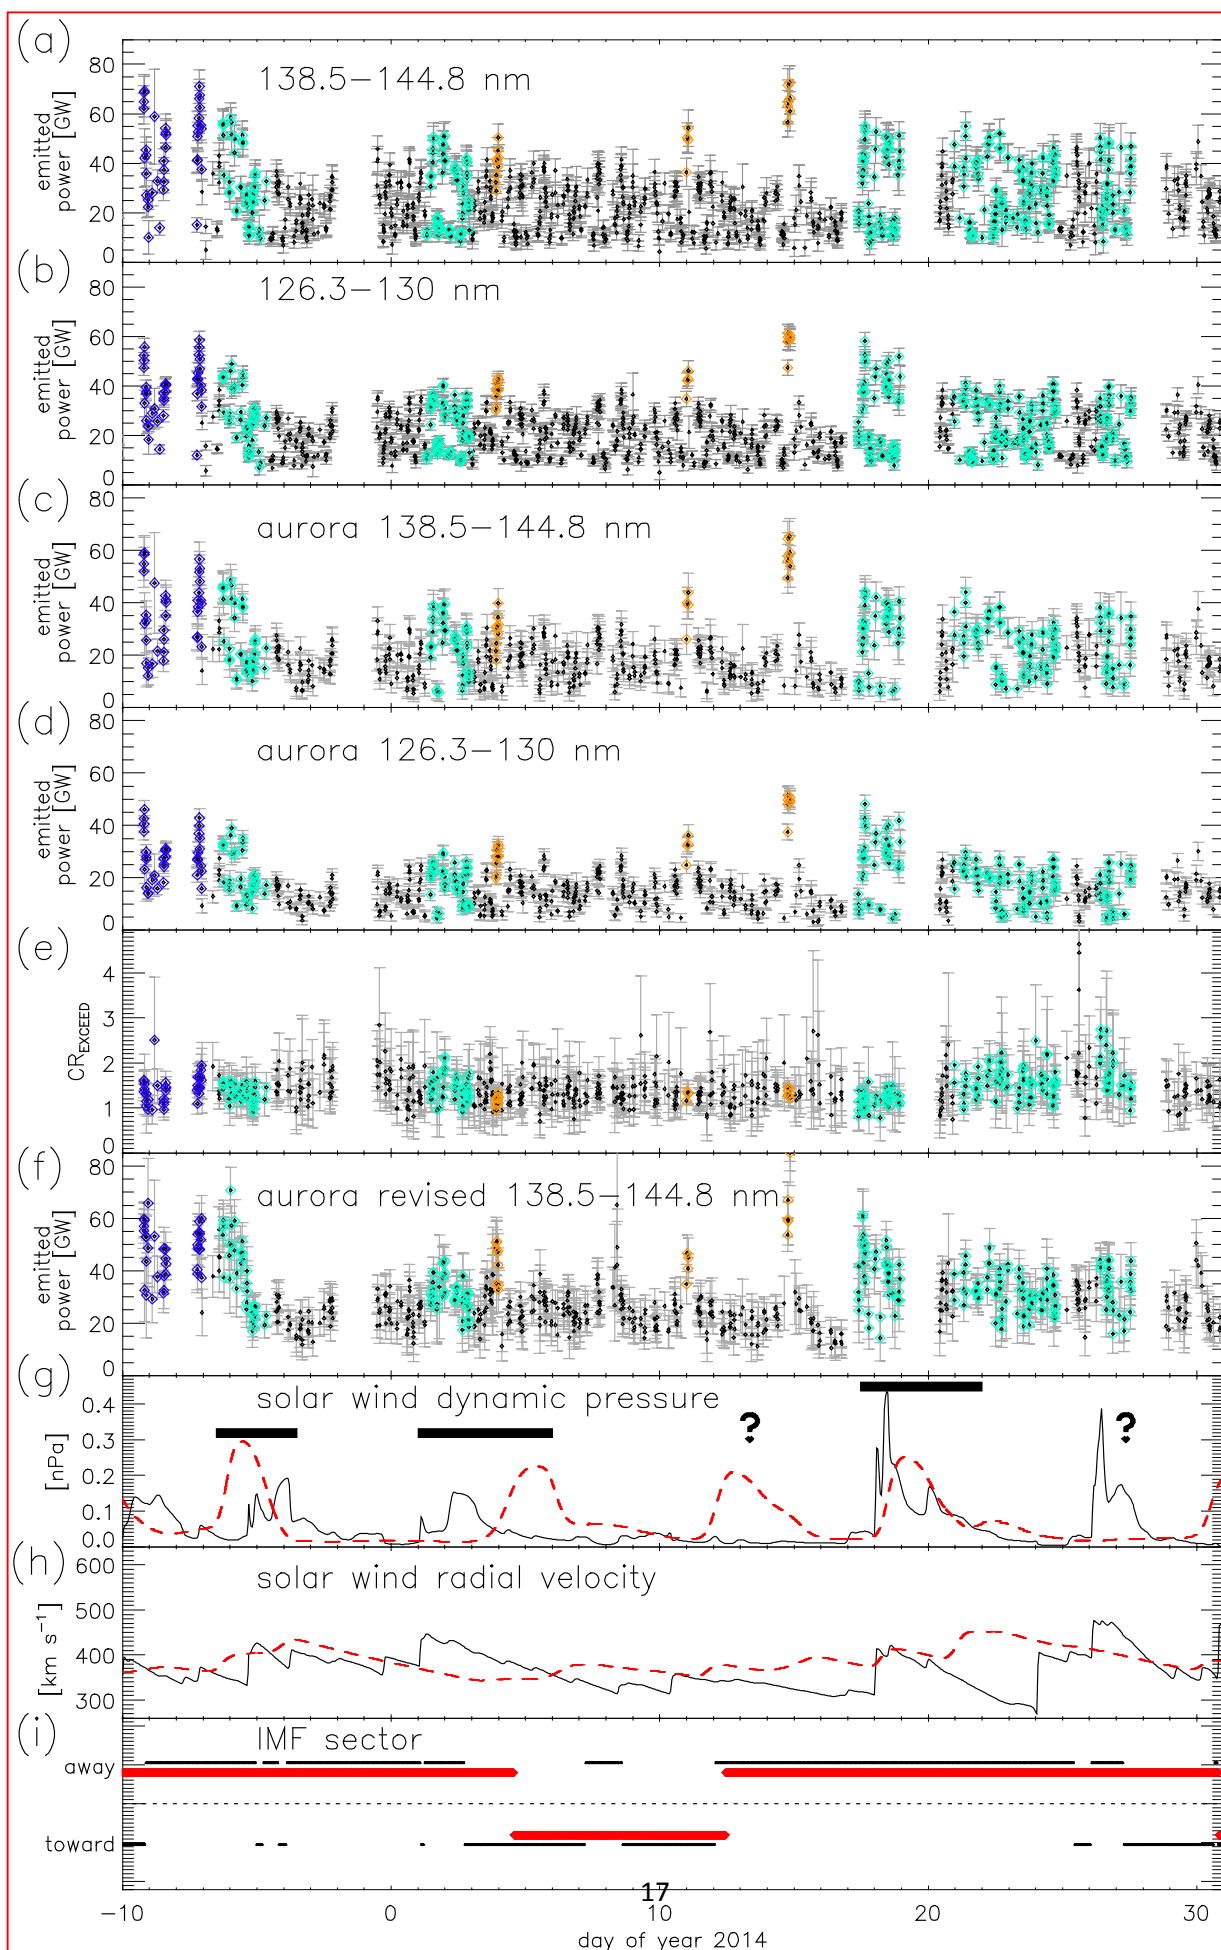 (a)
138.5−144.8 nm
emitted
power [GW]
80
60
40
20
0
(b)
126.3−130 nm
emitted
power [GW]
80
60
40
20
0
(c)
aurora 138.5−144.8 nm
emitted
power [GW]
80
60
40
20
0
(d)
aurora 126.3−130 nm
emitted
power [GW]
80
60
40
20
0
(e)
CR_EXCEED
4
3
2
1
0
(f)
aurora revised 138.5−144.8 nm
emitted
power [GW]
80
60
40
20
0
(g)
solar wind dynamic pressure
? ?
[nPa]
0.4
0.3
0.2
0.1
0.0
(h)
solar wind radial velocity
[km s⁻¹]
600
500
400
300
(i)
IMF sector
away
toward
17
−10 0 10 20 30
day of year 2014